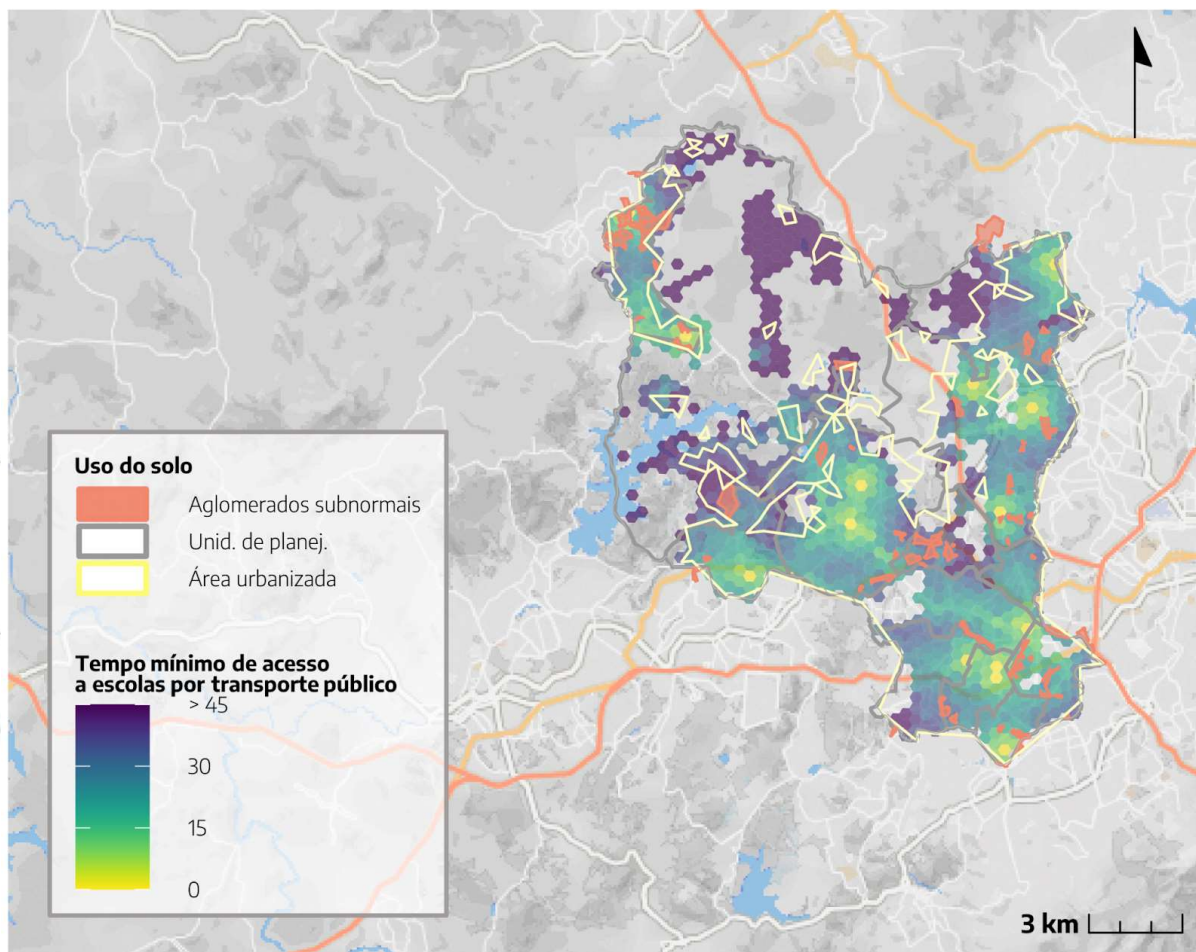 Uso do solo
Aglomerados subnormais
Unid. de planej.
Área urbanizada
Tempo mínimo de acesso
a escolas por transporte público
> 45
30
15
0
3 km